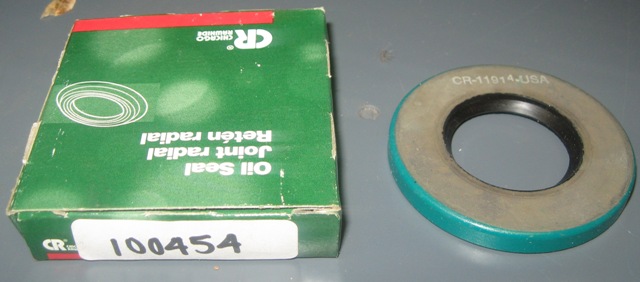 CR
CHICAGO
RAWHIDE
®
Oil Seal
Joint radial
Retén radial
CR
100454
CR-11914-USA